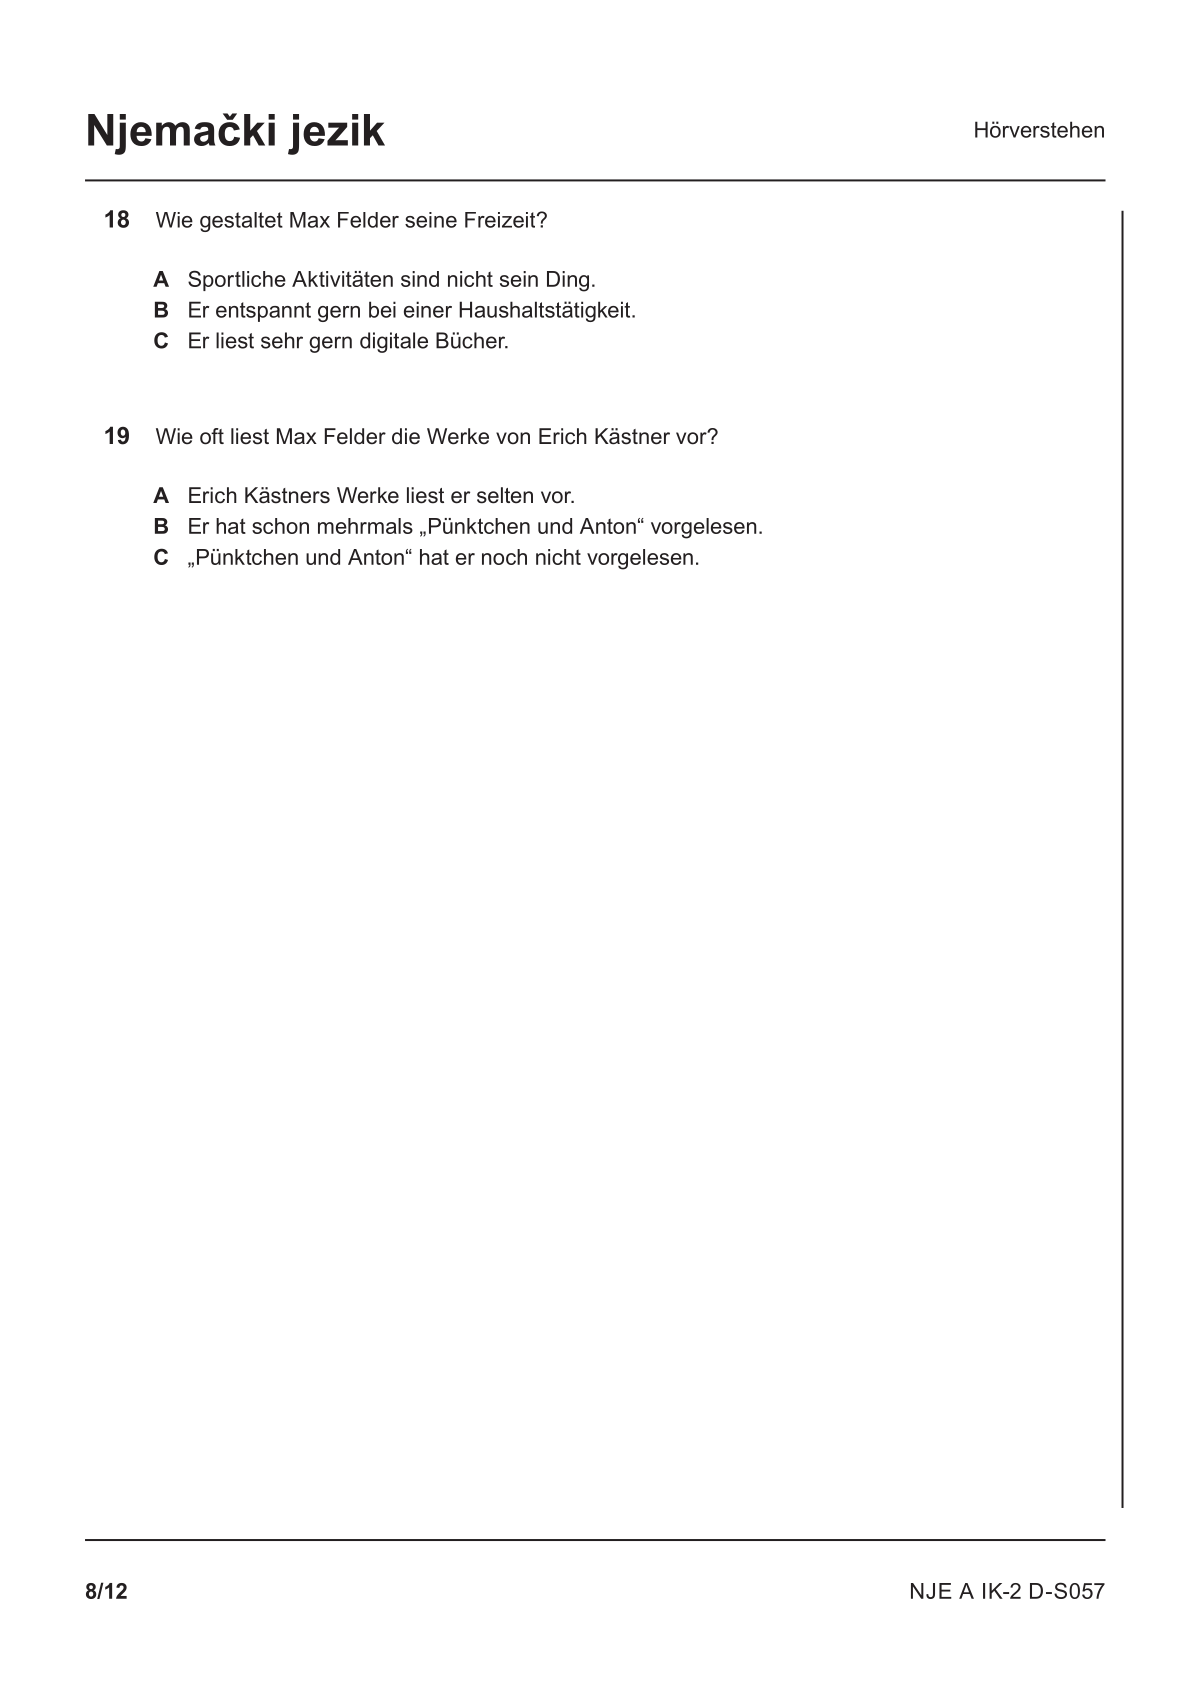 Njemački jezik
Hörverstehen
18 Wie gestaltet Max Felder seine Freizeit?
A Sportliche Aktivitäten sind nicht sein Ding.
B Er entspannt gern bei einer Haushaltstätigkeit.
C Er liest sehr gern digitale Bücher.
19 Wie oft liest Max Felder die Werke von Erich Kästner vor?
A Erich Kästners Werke liest er selten vor.
B Er hat schon mehrmals „Pünktchen und Anton“ vorgelesen.
C „Pünktchen und Anton“ hat er noch nicht vorgelesen.
8/12
NJE A IK-2 D-S057